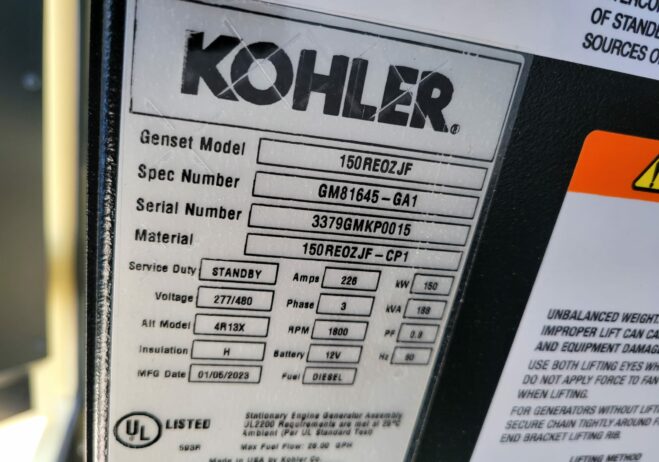 KOHLER®
Genset Model 150REOZJF
Spec Number GM81645-GA1
Serial Number 3379GMKP0015
Material 150REOZJF-CP1
Service Duty STANDBY Amps 226 kW 150
Voltage 277/480 Phase 3 kVA 188
Alt Model 4R13X RPM 1800 PF 0.8
Insulation H Battery 12V Hz 60
MFG Date 01/05/2023 Fuel DIESEL
UL LISTED
Stationary Engine Generator Assembly
UL2200 Requirements are met at 25°C
Ambient (Per UL Standard Test)
Max Fuel Flow: GPH
Made in USA by Kohler Co.
OF STANDB
SOURCES O
UNBALANCED WEIGHT.
IMPROPER LIFT CAN CA
AND EQUIPMENT DAMAG
USE BOTH LIFTING EYES WH
DO NOT APPLY FORCE TO FAN
WHEN LIFTING.
FOR GENERATORS WITHOUT LIFT
SECURE CHAIN TIGHTLY AROUND F
END BRACKET LIFTING RIB.
LIFTING METHOD